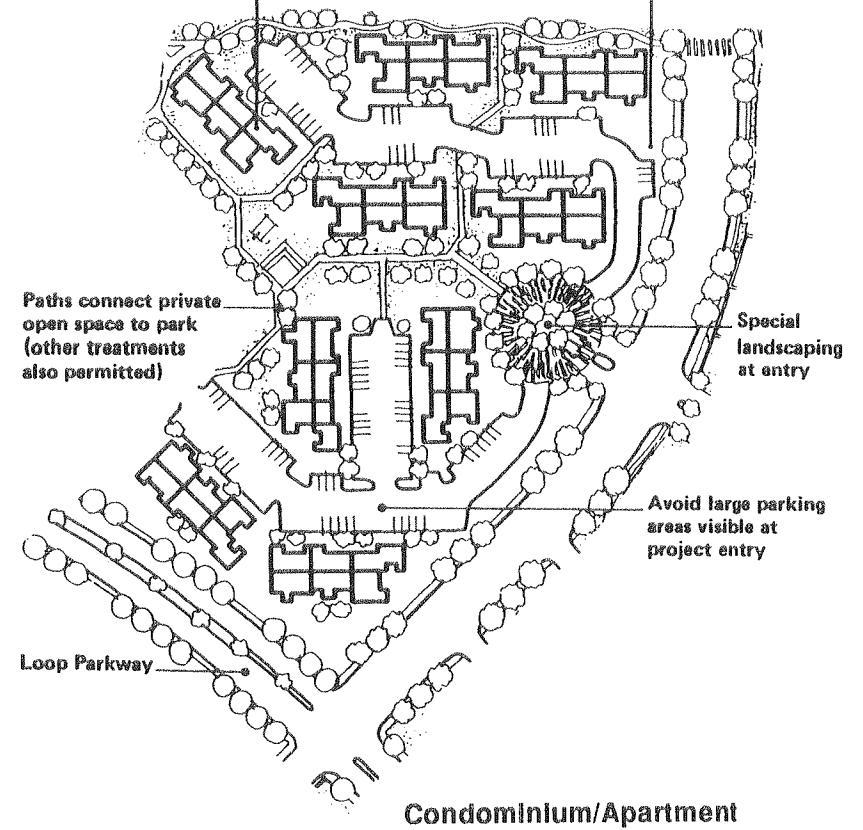 Paths connect private
open space to park
(other treatments
also permitted)
Special
landscaping
at entry
Avoid large parking
areas visible at
project entry
Loop Parkway
Condominium/Apartment